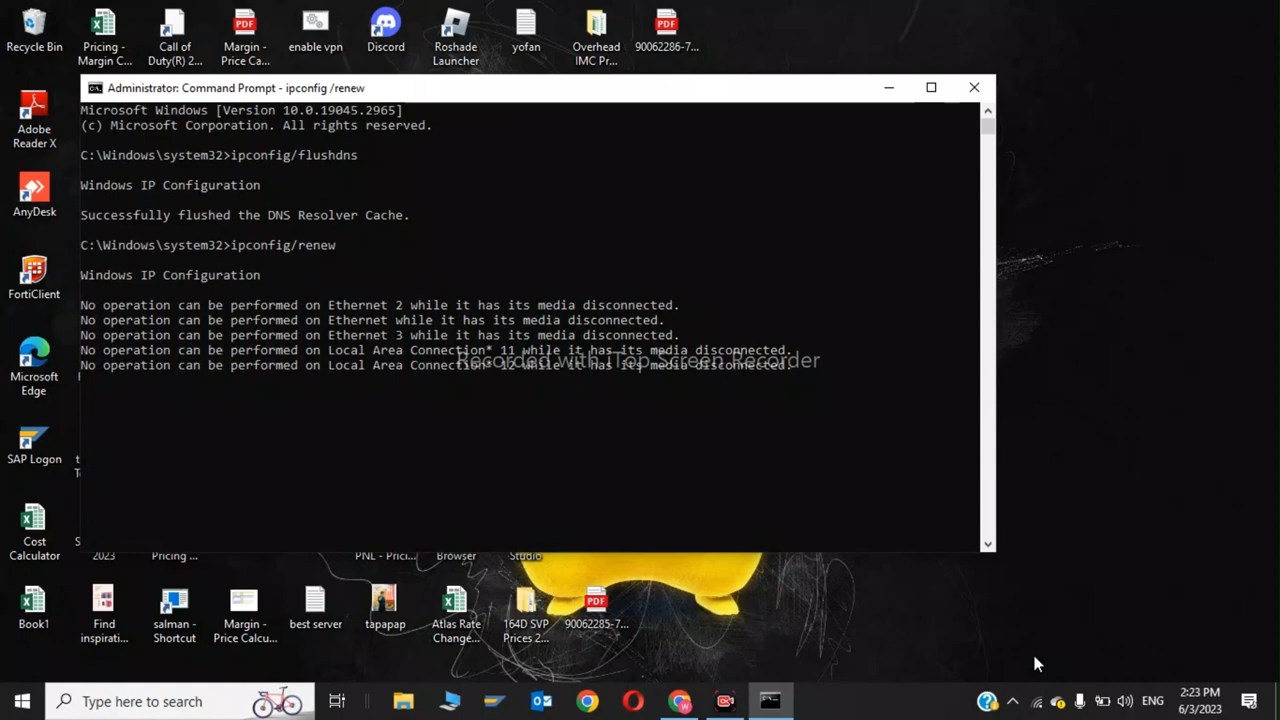 Recycle Bin
Pricing -
Margin C...
Call of
Duty(R) 2...
Margin -
Price Ca...
enable vpn
Discord
Roshade
Launcher
yofan
Overhead
IMC Pr...
90062286-7...
Administrator: Command Prompt - ipconfig /renew
Microsoft Windows [Version 10.0.19045.2965]
(c) Microsoft Corporation. All rights reserved.
C:\Windows\system32>ipconfig/flushdns
Windows IP Configuration
Successfully flushed the DNS Resolver Cache.
C:\Windows\system32>ipconfig/renew
Windows IP Configuration
No operation can be performed on Ethernet 2 while it has its media disconnected.
No operation can be performed on Ethernet while it has its media disconnected.
No operation can be performed on Ethernet 3 while it has its media disconnected.
No operation can be performed on Local Area Connection* 11 while it has its media disconnected.
No operation can be performed on Local Area Connection* 12 while it has its media disconnected.
Recorded with iTop Screen Recorder
Adobe
Reader X
AnyDesk
FortiClient
Microsoft
Edge
SAP Logon
Cost
Calculator
2023
Pricing ...
PNL - Prici...
Browser
Studio
Book1
Find
inspirati...
salman -
Shortcut
Margin -
Price Calcu...
best server
tapapap
Atlas Rate
Change...
164D SVP
Prices 2...
90062285-7...
Type here to search
ENG
2:23 PM
6/3/2023